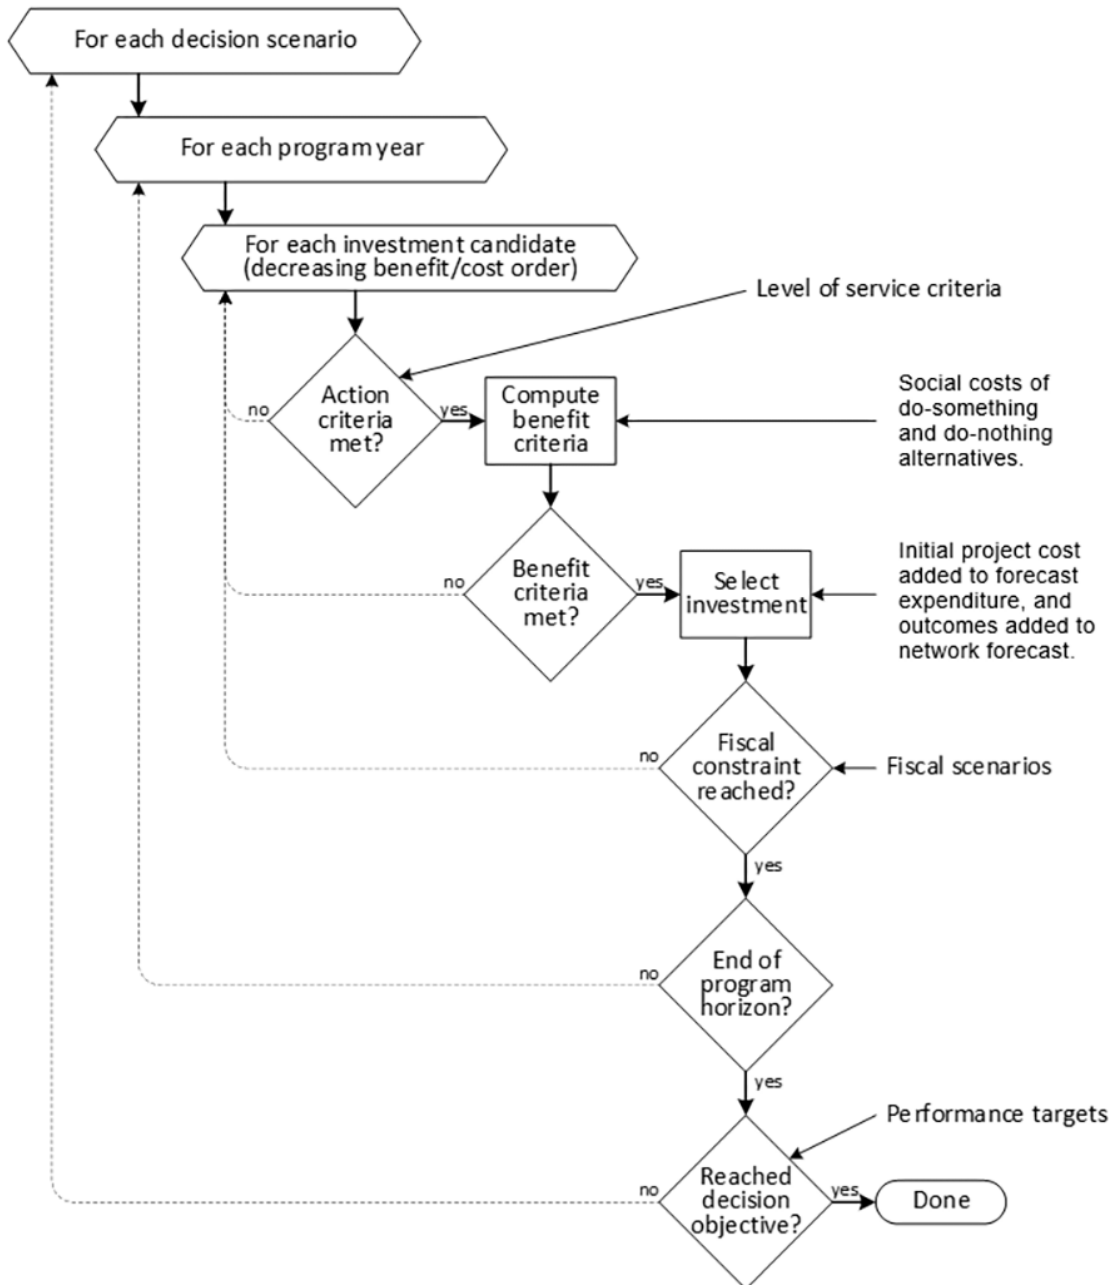 For each decision scenario
For each program year
For each investment candidate
(decreasing benefit/cost order)
Level of service criteria
Action
criteria
met?
no
yes
Compute
benefit
criteria
Social costs of
do-something
and do-nothing
alternatives.
Benefit
criteria
met?
no
yes
Select
investment
Initial project cost
added to forecast
expenditure, and
outcomes added to
network forecast.
Fiscal
constraint
reached?
no
Fiscal scenarios
yes
End of
program
horizon?
no
yes
Performance targets
Reached
decision
objective?
no
yes
Done